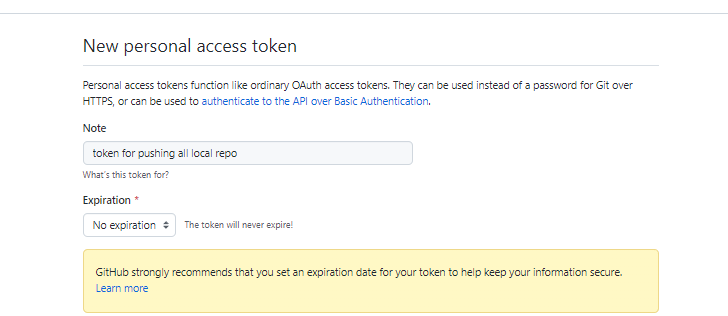 New personal access token
Personal access tokens function like ordinary OAuth access tokens. They can be used instead of a password for Git over
HTTPS, or can be used to authenticate to the API over Basic Authentication.
Note
token for pushing all local repo
What's this token for?
Expiration *
No expiration The token will never expire!
GitHub strongly recommends that you set an expiration date for your token to help keep your information secure.
Learn more